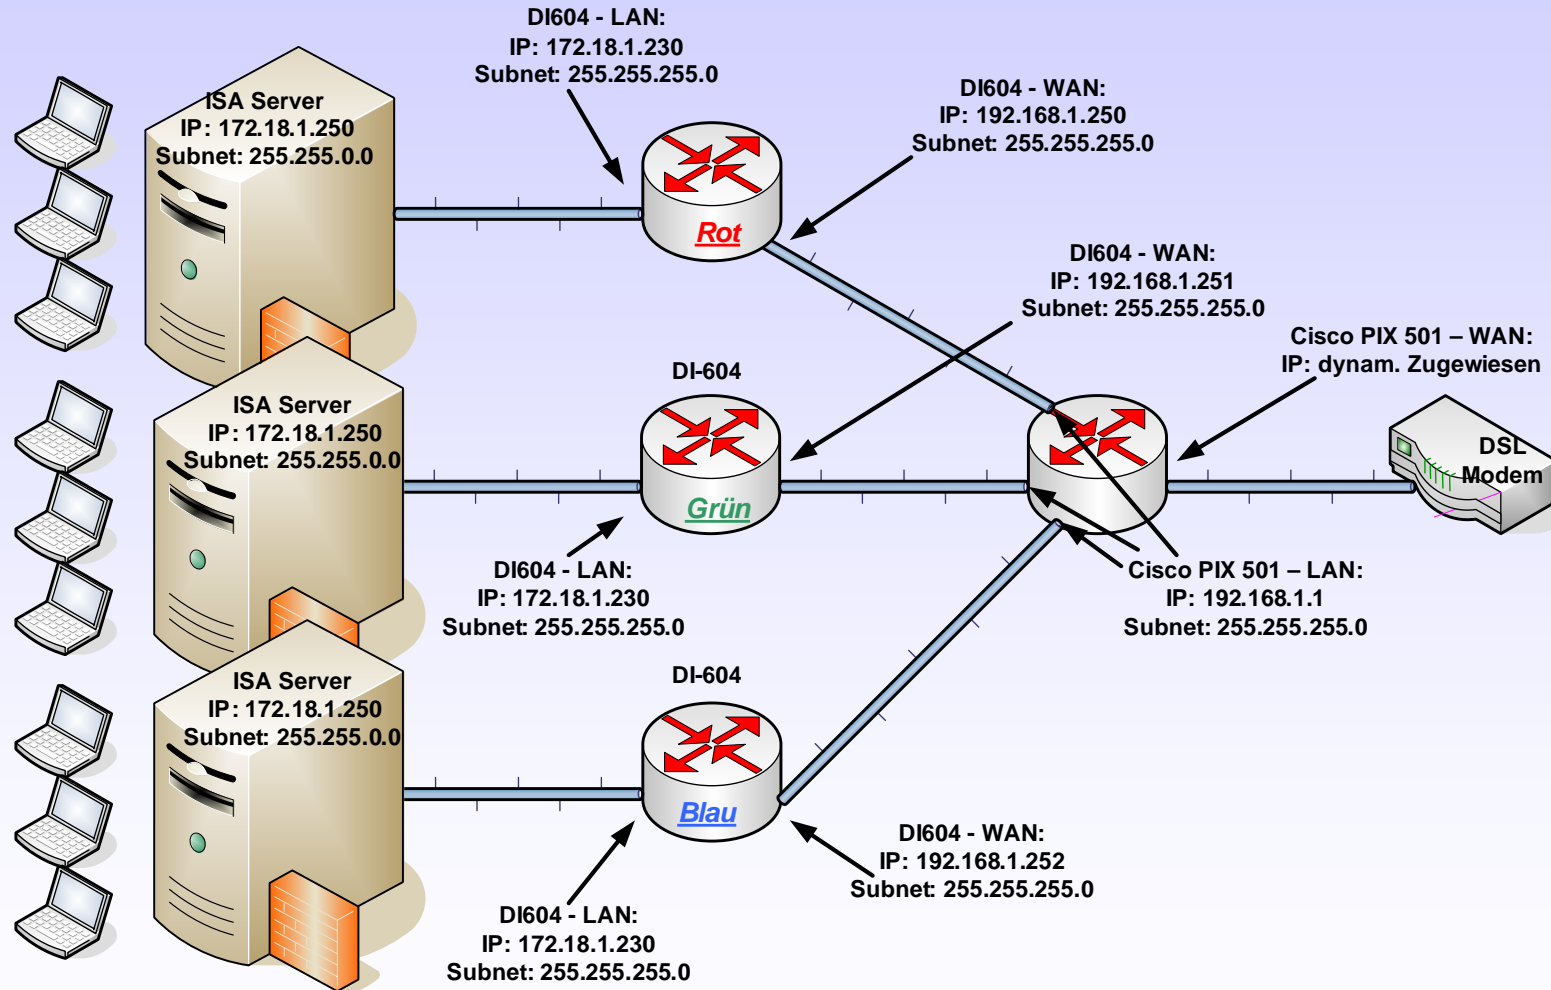 DI604 - LAN:
IP: 172.18.1.230
Subnet: 255.255.255.0
ISA Server
IP: 172.18.1.250
Subnet: 255.255.0.0
Rot
DI604 - WAN:
IP: 192.168.1.250
Subnet: 255.255.255.0
DI604 - WAN:
IP: 192.168.1.251
Subnet: 255.255.255.0
Cisco PIX 501 – WAN:
IP: dynam. Zugewiesen
DI-604
ISA Server
IP: 172.18.1.250
Subnet: 255.255.0.0
Grün
DSL
Modem
DI604 - LAN:
IP: 172.18.1.230
Subnet: 255.255.255.0
Cisco PIX 501 – LAN:
IP: 192.168.1.1
Subnet: 255.255.255.0
DI-604
ISA Server
IP: 172.18.1.250
Subnet: 255.255.0.0
Blau
DI604 - WAN:
IP: 192.168.1.252
Subnet: 255.255.255.0
DI604 - LAN:
IP: 172.18.1.230
Subnet: 255.255.255.0